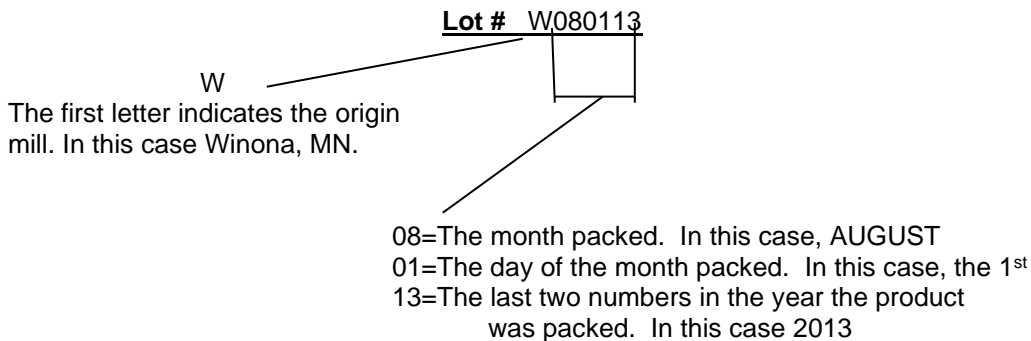 Lot # W080113
W
The first letter indicates the origin
mill. In this case Winona, MN.
08=The month packed. In this case, AUGUST
01=The day of the month packed. In this case, the 1st
13=The last two numbers in the year the product
was packed. In this case 2013